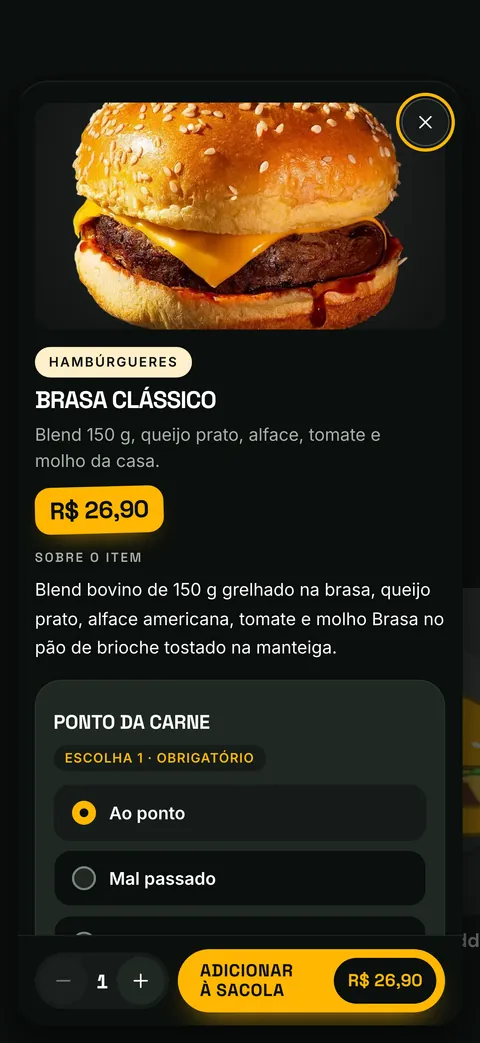 HAMBÚRGUERES
BRASA CLÁSSICO
Blend 150 g, queijo prato, alface, tomate e
molho da casa.
R$ 26,90
SOBRE O ITEM
Blend bovino de 150 g grelhado na brasa, queijo
prato, alface americana, tomate e molho Brasa no
pão de brioche tostado na manteiga.
PONTO DA CARNE
ESCOLHA 1 · OBRIGATÓRIO
Ao ponto
Mal passado
1
ADICIONAR
À SACOLA
R$ 26,90